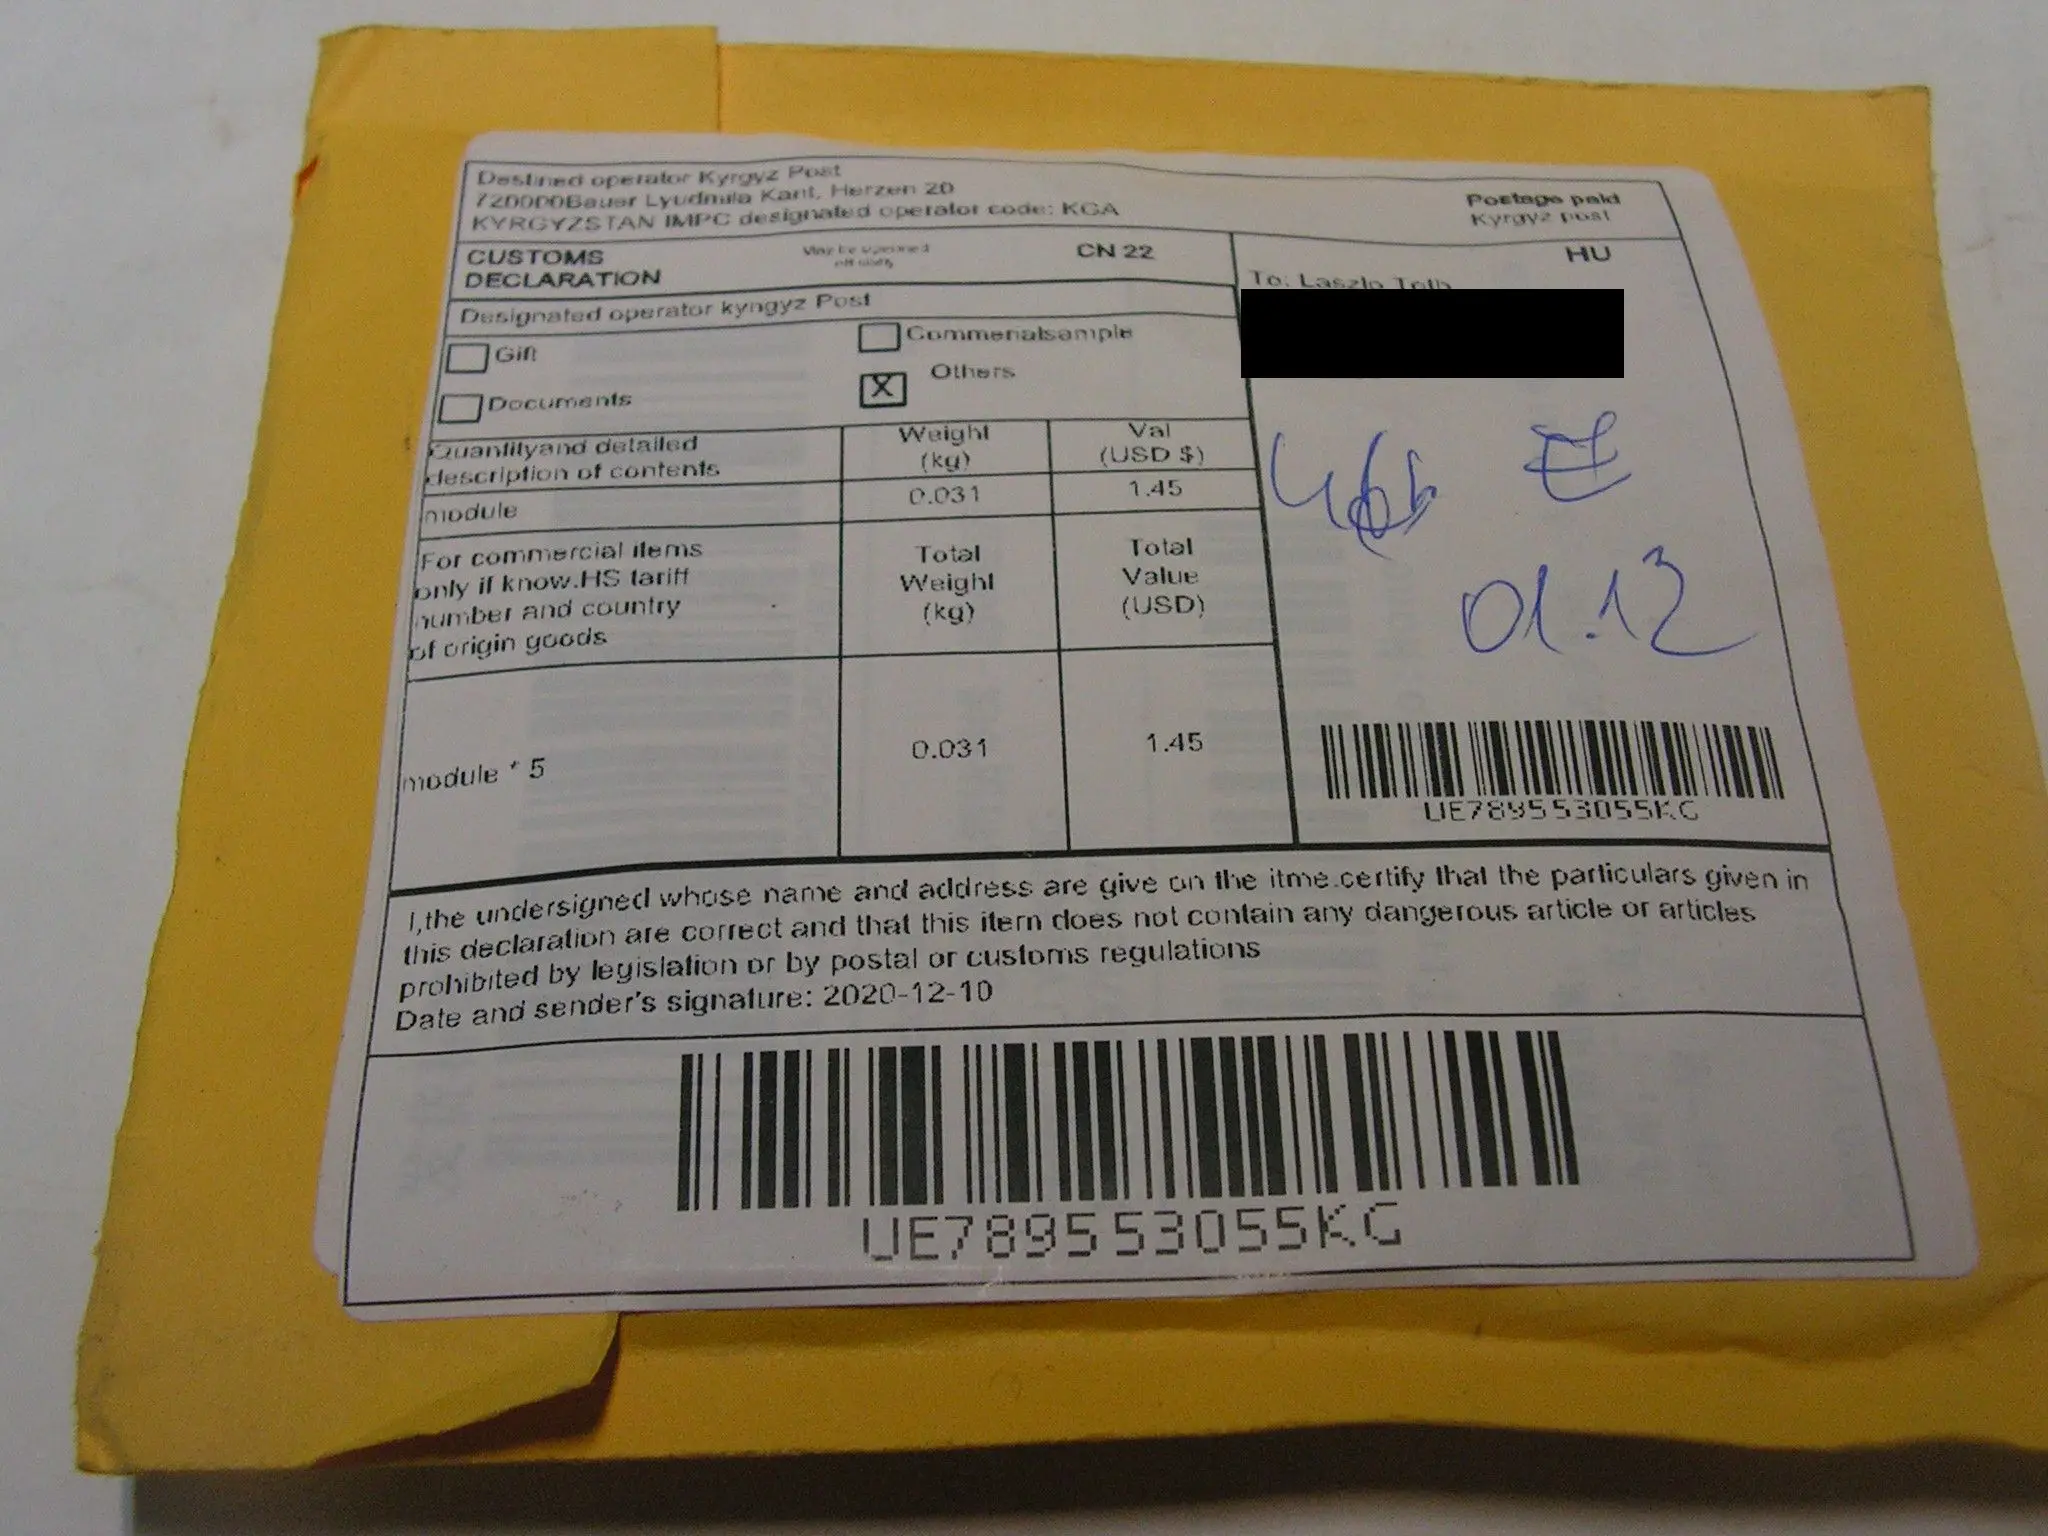 Destined operator Kyrgyz Post
720000Bauer Lyudmila Kant, Herzen 20
KYRGYZSTAN IMPC designated operator code: KGA
Postage paid
Kyrgyz post
CUSTOMS
DECLARATION
May be opened
officially
CN 22
HU
To: Laszlo Toth
Designated operator kyngyz Post
Gift
Commerialsample
Documents
X Others
Quantilyand detailed
description of contents
Weight
(kg)
Val
(USD $)
module
0.031
1.45
For commercial items
only if know.HS tariff
number and country
of origin goods
Total
Weight
(kg)
Total
Value
(USD)
01.12
module * 5
0.031
1.45
UE789553055KG
I,the undersigned whose name and address are give on the itme.certify that the particulars given in
this declaration are correct and that this item does not contain any dangerous article or articles
prohibited by legislation or by postal or customs regulations
Date and sender's signature: 2020-12-10
UE789553055KG